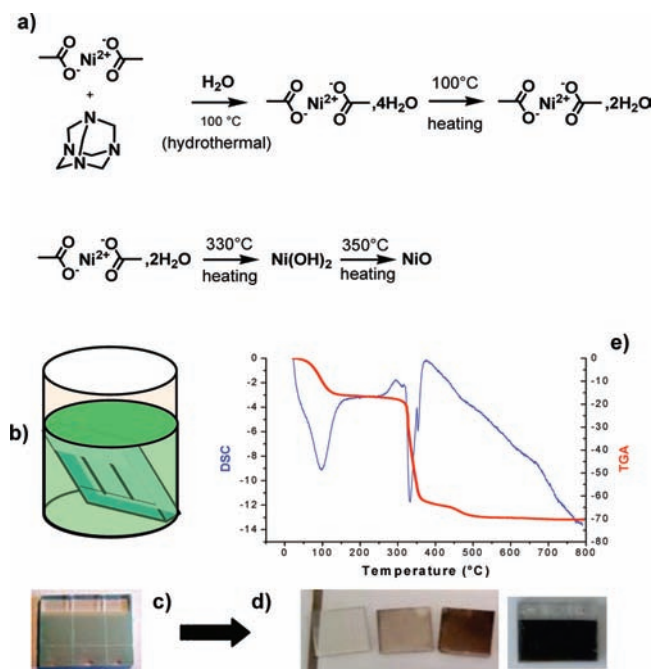 a)
O
-O
Ni²⁺
O-
O
+
N
N
N
N
H₂O
100 °C
(hydrothermal)
O
-O
Ni²⁺
,4H₂O
O-
O
100°C
heating
O
-O
Ni²⁺
,2H₂O
O-
O
O
-O
Ni²⁺
,2H₂O
O-
O
330°C
heating
Ni(OH)₂
350°C
heating
NiO
b)
e)
0
-2
-4
-6
-8
-10
-12
-14
DSC
0
-10
-20
-30
-40
-50
-60
-70
-80
TGA
0 100 200 300 400 500 600 700 800
Temperature (°C)
c)
d)